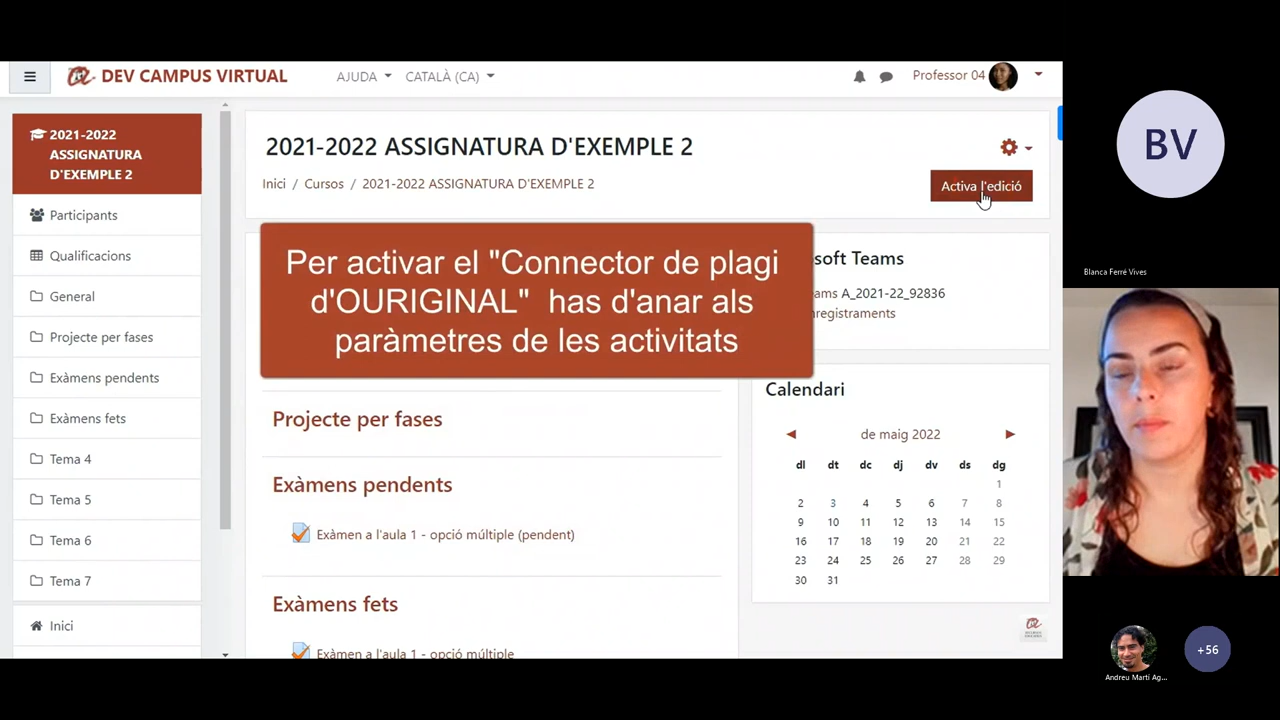 DEV CAMPUS VIRTUAL
AJUDA
CATALÀ (CA)
Professor 04
2021-2022
ASSIGNATURA
D'EXEMPLE 2
Participants
Qualificacions
General
Projecte per fases
Exàmens pendents
Exàmens fets
Tema 4
Tema 5
Tema 6
Tema 7
Inici
2021-2022 ASSIGNATURA D'EXEMPLE 2
Inici / Cursos / 2021-2022 ASSIGNATURA D'EXEMPLE 2
Activa l'edició
Per activar el "Connector de plagi
d'OURIGINAL" has d'anar als
paràmetres de les activitats
soft Teams
eams A_2021-22_92836
nregistraments
Projecte per fases
Exàmens pendents
Exàmen a l'aula 1 - opció múltiple (pendent)
Exàmens fets
Exàmen a l'aula 1 - opció múltiple
Calendari
◄ de maig 2022 ►
dl dt dc dj dv ds dg
1
2 3 4 5 6 7 8
9 10 11 12 13 14 15
16 17 18 19 20 21 22
23 24 25 26 27 28 29
30 31
BV
Blanca Ferré Vives
Andreu Martí Ag...
+56